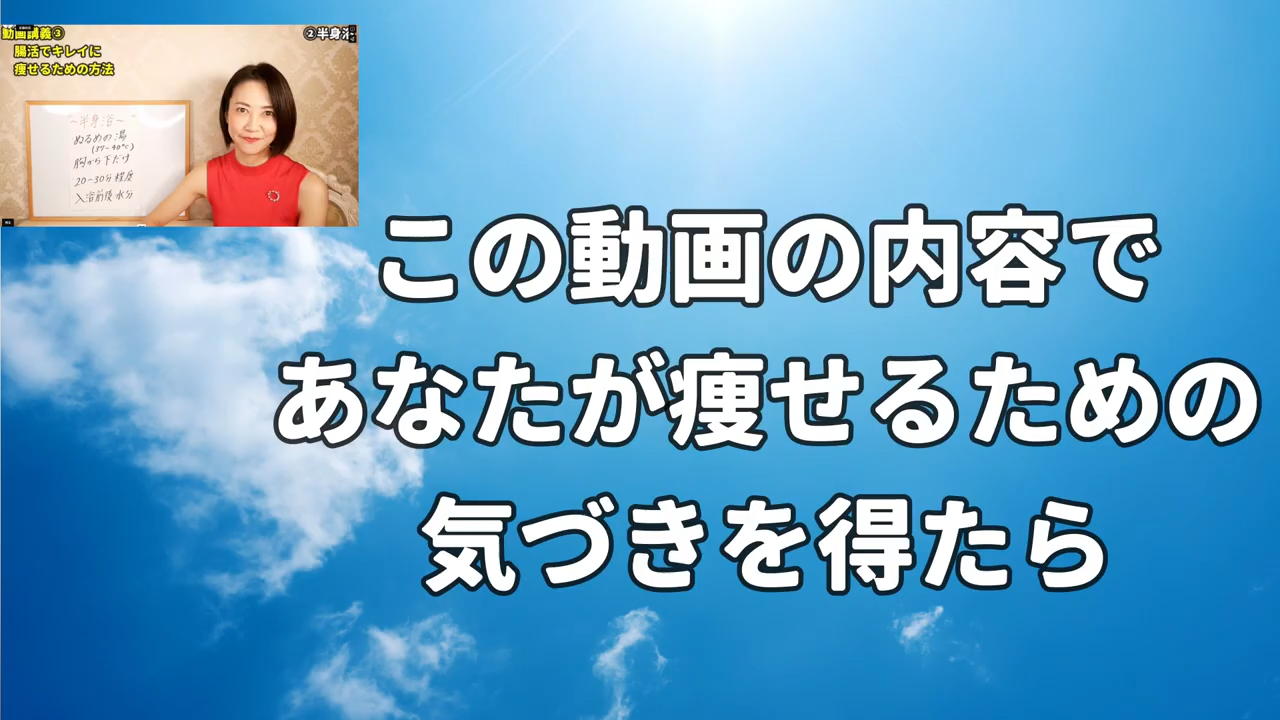 動画講義③
腸活でキレイに
痩せるための方法
②半身浴
~半身浴~
ぬるめの湯
(37~40℃)
胸から下だけ
20~30分程度
入浴前後水分
この動画の内容で
あなたが痩せるための
気づきを得たら